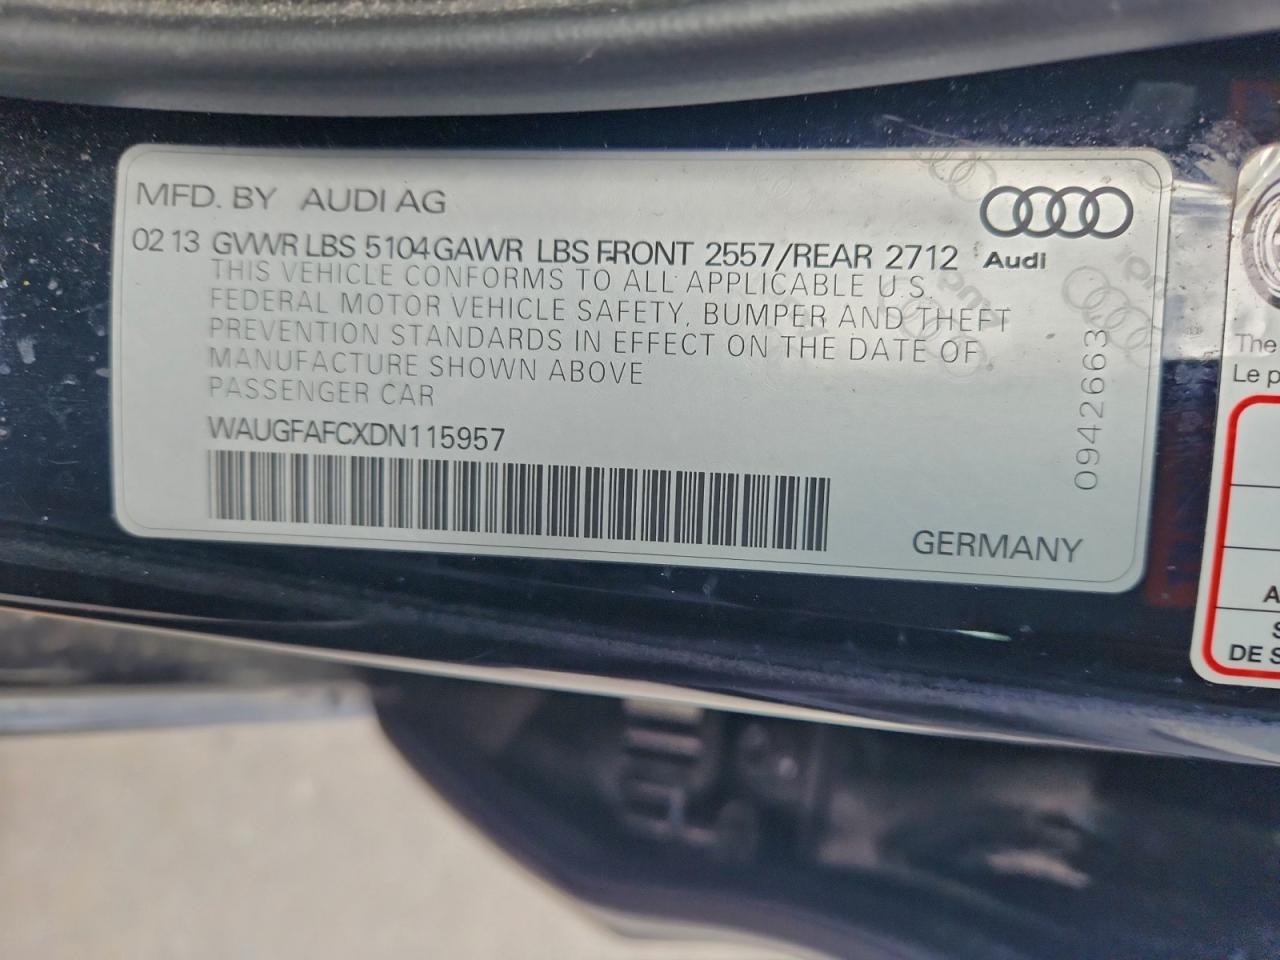 MFD. BY AUDI AG
02 13 GVWR LBS 5104 GAWR LBS FRONT 2557/REAR 2712
Audi
THIS VEHICLE CONFORMS TO ALL APPLICABLE U S
FEDERAL MOTOR VEHICLE SAFETY, BUMPER AND THEFT
PREVENTION STANDARDS IN EFFECT ON THE DATE OF
MANUFACTURE SHOWN ABOVE
PASSENGER CAR
WAUGFAFCXDN115957
0942663
GERMANY
The
Le p
A
S
DE S